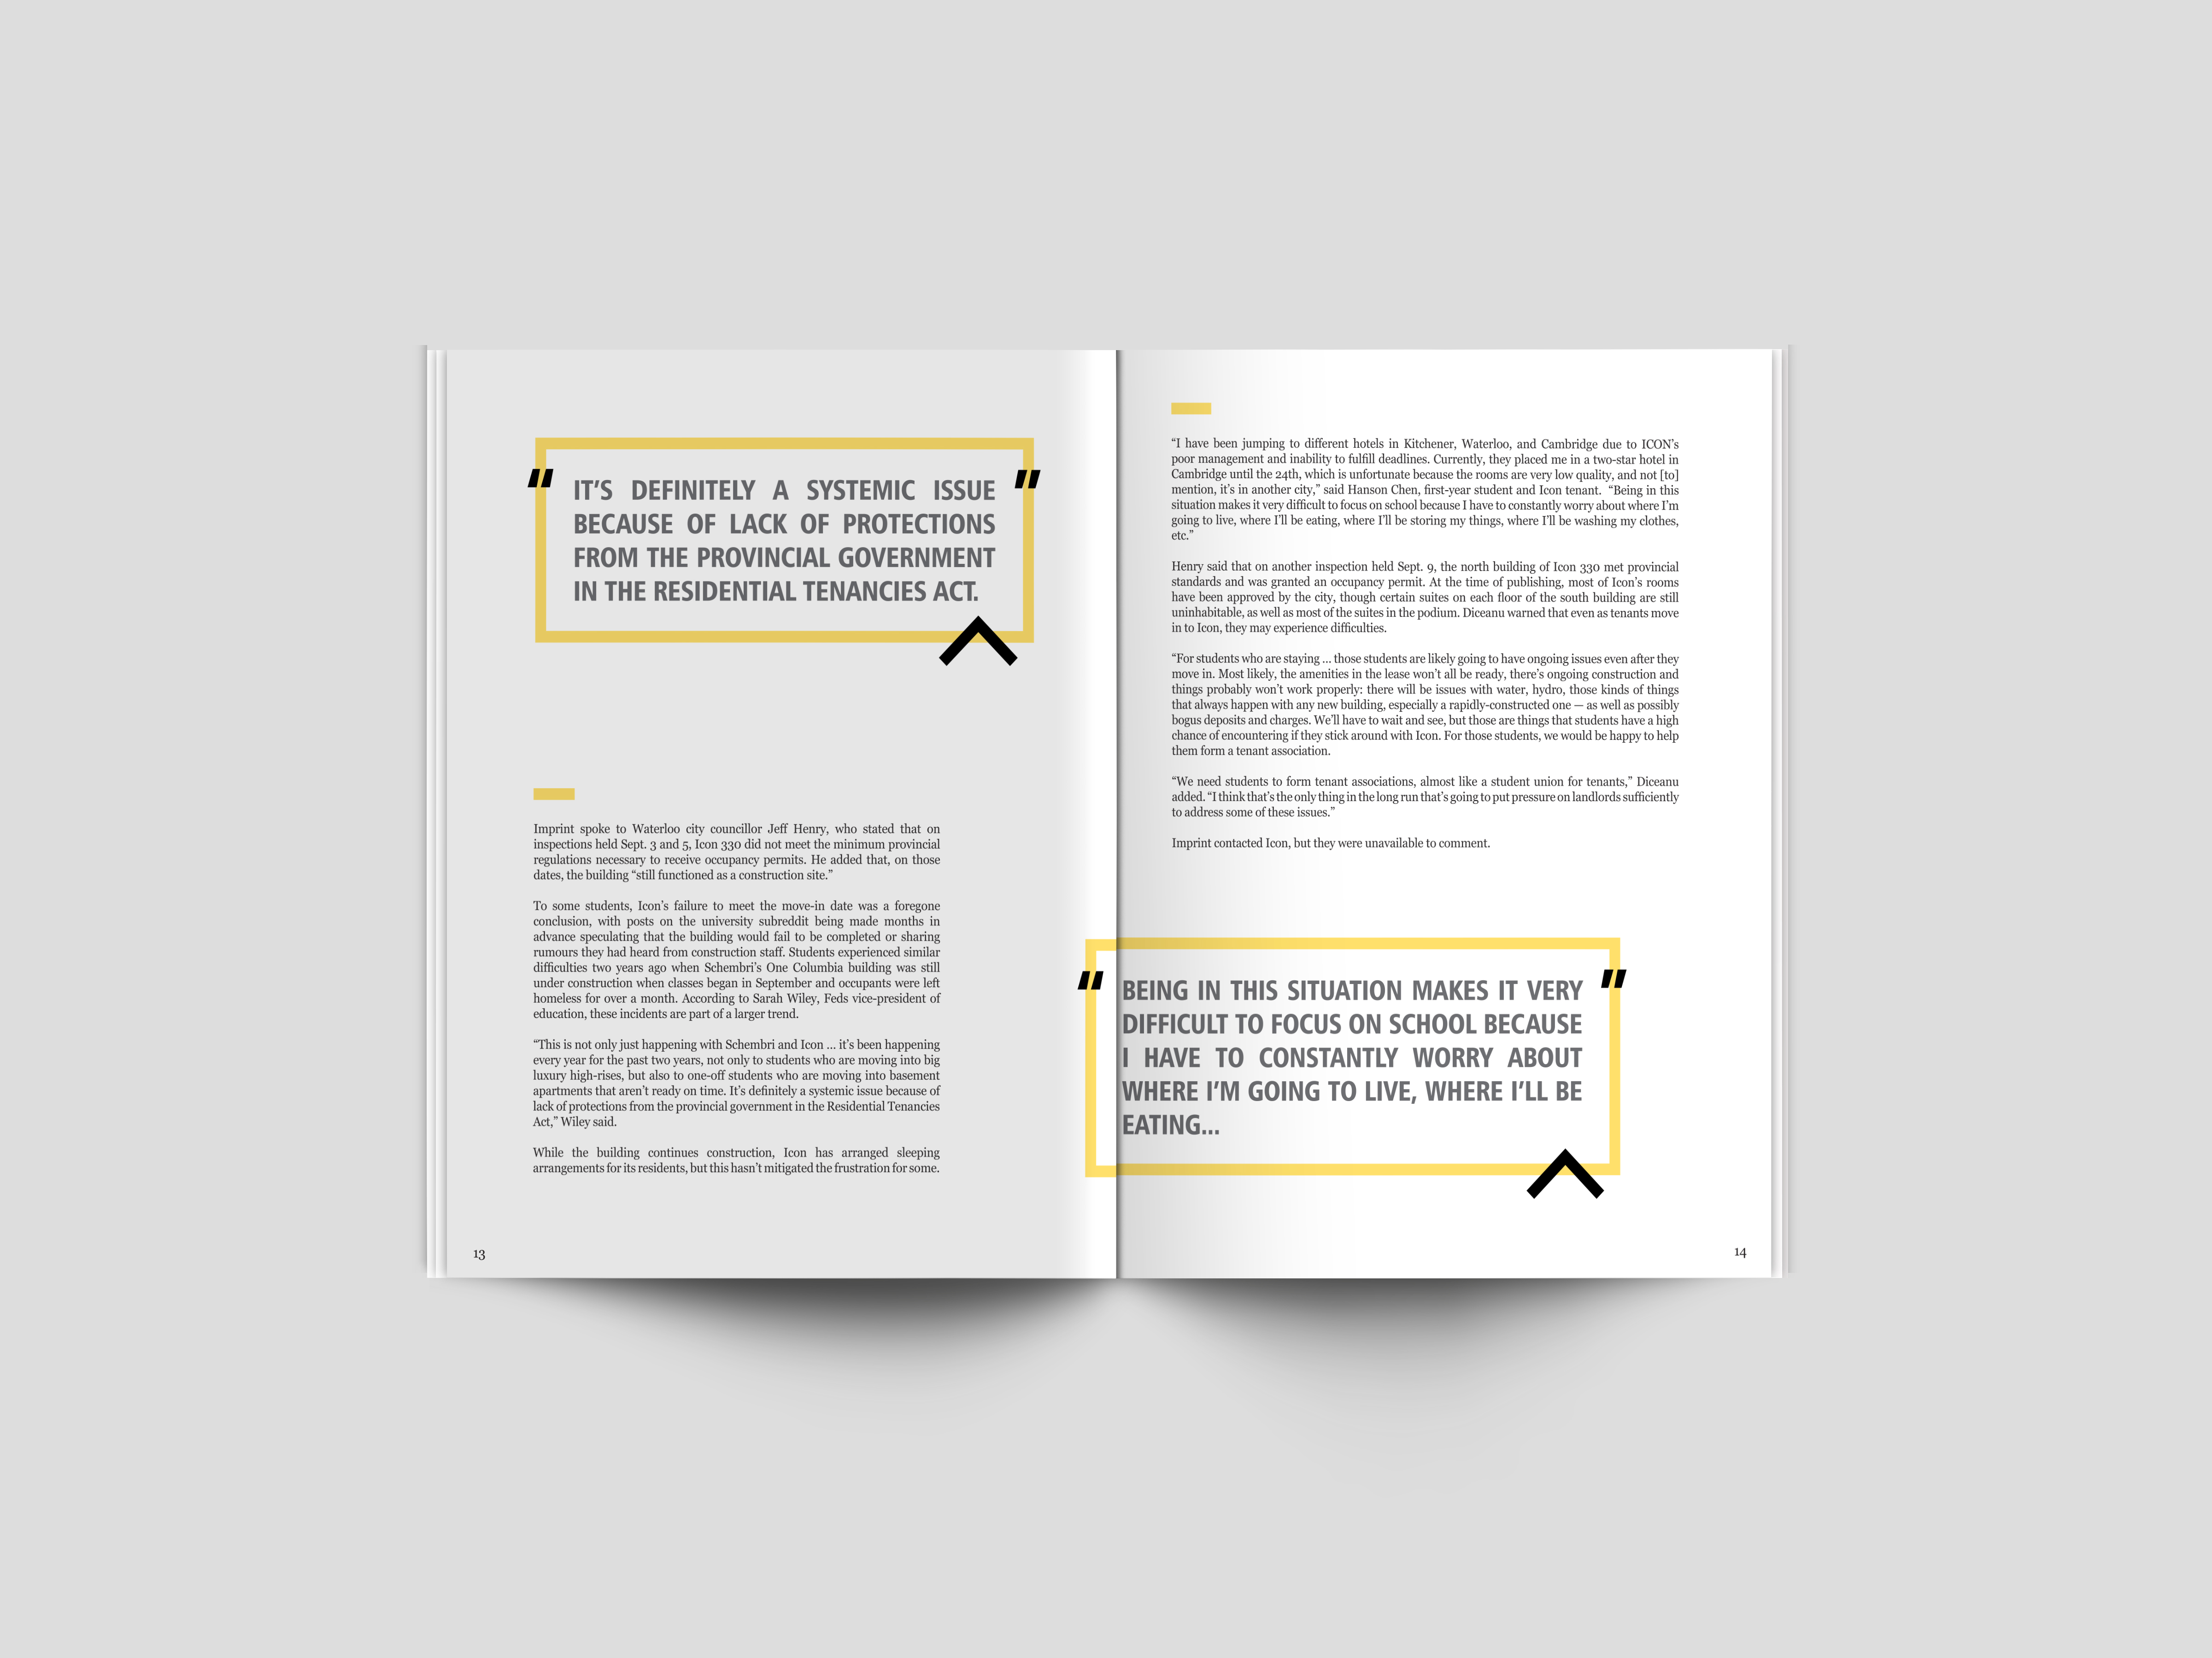 “ IT’S DEFINITELY A SYSTEMIC ISSUE ”
BECAUSE OF LACK OF PROTECTIONS
FROM THE PROVINCIAL GOVERNMENT
IN THE RESIDENTIAL TENANCIES ACT.
Imprint spoke to Waterloo city councillor Jeff Henry, who stated that on
inspections held Sept. 3 and 5, Icon 330 did not meet the minimum provincial
regulations necessary to receive occupancy permits. He added that, on those
dates, the building “still functioned as a construction site.”
To some students, Icon’s failure to meet the move-in date was a foregone
conclusion, with posts on the university subreddit being made months in
advance speculating that the building would fail to be completed or sharing
rumours they had heard from construction staff. Students experienced similar
difficulties two years ago when Schembri’s One Columbia building was still
under construction when classes began in September and occupants were left
homeless for over a month. According to Sarah Wiley, Feds vice-president of
education, these incidents are part of a larger trend.
“This is not only just happening with Schembri and Icon ... it’s been happening
every year for the past two years, not only to students who are moving into big
luxury high-rises, but also to one-off students who are moving into basement
apartments that aren’t ready on time. It’s definitely a systemic issue because of
lack of protections from the provincial government in the Residential Tenancies
Act,” Wiley said.
While the building continues construction, Icon has arranged sleeping
arrangements for its residents, but this hasn’t mitigated the frustration for some.
13
“I have been jumping to different hotels in Kitchener, Waterloo, and Cambridge due to ICON’s
poor management and inability to fulfill deadlines. Currently, they placed me in a two-star hotel in
Cambridge until the 24th, which is unfortunate because the rooms are very low quality, and not [to]
mention, it’s in another city,” said Hanson Chen, first-year student and Icon tenant. “Being in this
situation makes it very difficult to focus on school because I have to constantly worry about where I’m
going to live, where I’ll be eating, where I’ll be storing my things, where I’ll be washing my clothes,
etc.”
Henry said that on another inspection held Sept. 9, the north building of Icon 330 met provincial
standards and was granted an occupancy permit. At the time of publishing, most of Icon’s rooms
have been approved by the city, though certain suites on each floor of the south building are still
uninhabitable, as well as most of the suites in the podium. Diceanu warned that even as tenants move
in to Icon, they may experience difficulties.
“For students who are staying ... those students are likely going to have ongoing issues even after they
move in. Most likely, the amenities in the lease won’t all be ready, there’s ongoing construction and
things probably won’t work properly: there will be issues with water, hydro, those kinds of things
that always happen with any new building, especially a rapidly-constructed one — as well as possibly
bogus deposits and charges. We’ll have to wait and see, but those are things that students have a high
chance of encountering if they stick around with Icon. For those students, we would be happy to help
them form a tenant association.
“We need students to form tenant associations, almost like a student union for tenants,” Diceanu
added. “I think that’s the only thing in the long run that’s going to put pressure on landlords sufficiently
to address some of these issues.”
Imprint contacted Icon, but they were unavailable to comment.
“ BEING IN THIS SITUATION MAKES IT VERY ”
DIFFICULT TO FOCUS ON SCHOOL BECAUSE
I HAVE TO CONSTANTLY WORRY ABOUT
WHERE I’M GOING TO LIVE, WHERE I’LL BE
EATING...
14